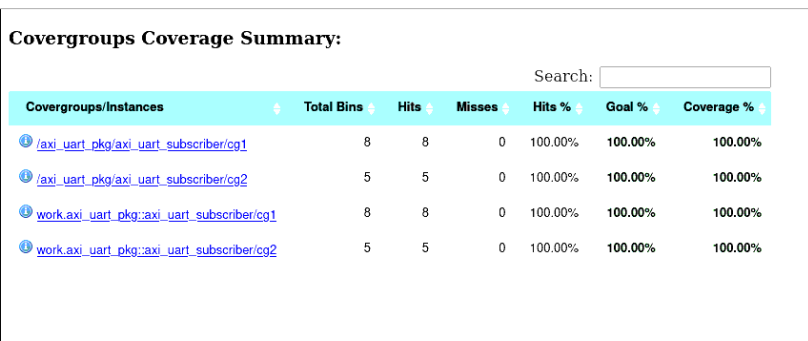 Covergroups Coverage Summary:
Search:
Covergroups/Instances Total Bins Hits Misses Hits % Goal % Coverage %
/axi_uart_pkg/axi_uart_subscriber/cg1 8 8 0 100.00% 100.00% 100.00%
/axi_uart_pkg/axi_uart_subscriber/cg2 5 5 0 100.00% 100.00% 100.00%
work.axi_uart_pkg::axi_uart_subscriber/cg1 8 8 0 100.00% 100.00% 100.00%
work.axi_uart_pkg::axi_uart_subscriber/cg2 5 5 0 100.00% 100.00% 100.00%